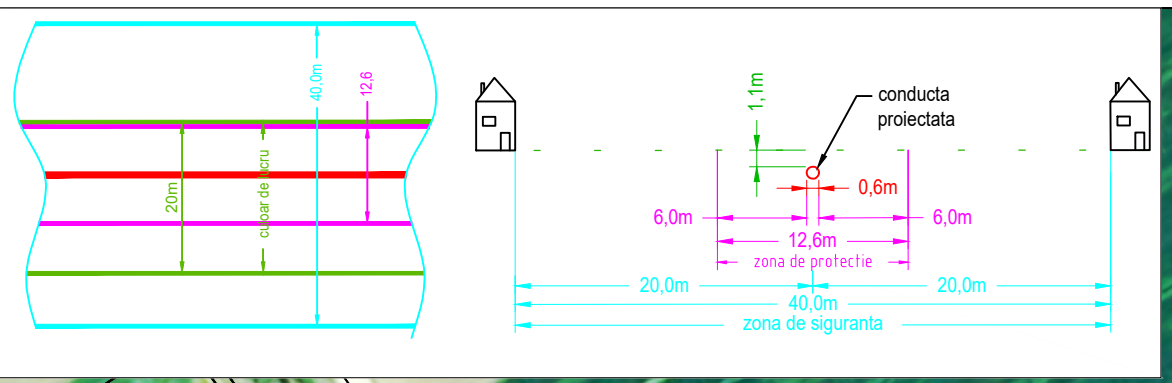 40,0m
12,6
20m
culoar de lucru
1,1m
conducta
proiectata
0,6m
6,0m
6,0m
12,6m
zona de protectie
20,0m
20,0m
40,0m
zona de siguranta